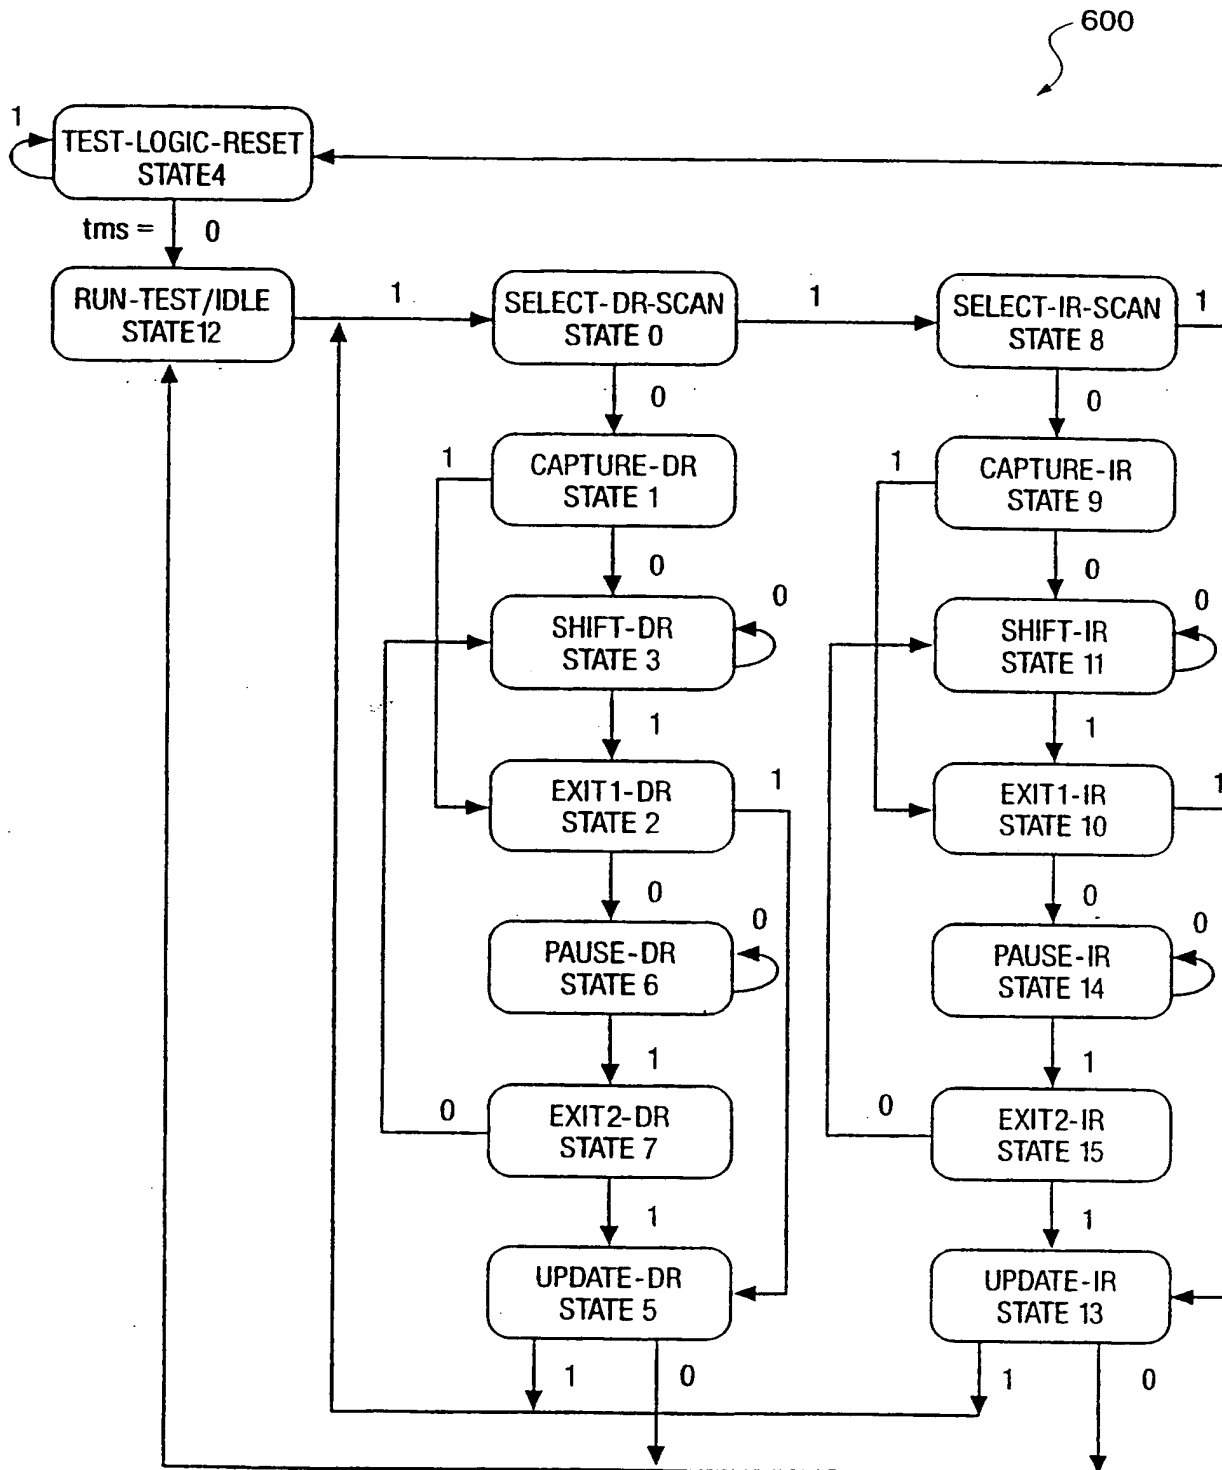 600
1
TEST-LOGIC-RESET
STATE4
tms = 0
RUN-TEST/IDLE
STATE12
1
SELECT-DR-SCAN
STATE 0
1
SELECT-IR-SCAN
STATE 8
1
0
0
1
CAPTURE-DR
STATE 1
1
CAPTURE-IR
STATE 9
0
0
SHIFT-DR
STATE 3
0
SHIFT-IR
STATE 11
0
1
1
EXIT1-DR
STATE 2
1
EXIT1-IR
STATE 10
1
0
0
PAUSE-DR
STATE 6
0
PAUSE-IR
STATE 14
0
1
1
0
EXIT2-DR
STATE 7
0
EXIT2-IR
STATE 15
1
1
UPDATE-DR
STATE 5
UPDATE-IR
STATE 13
1
0
1
0